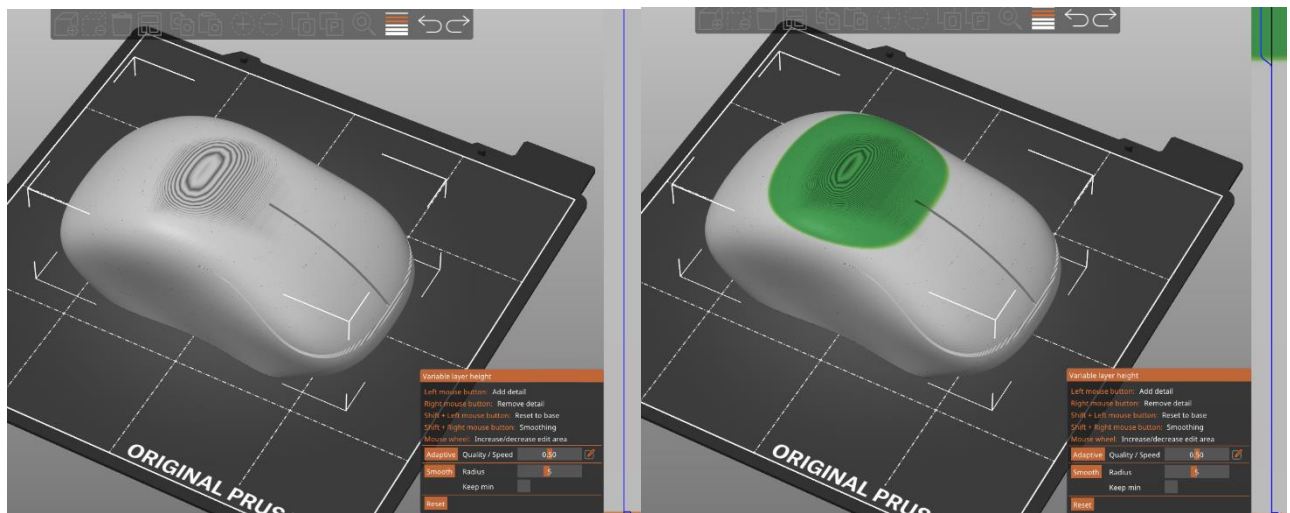 ORIGINAL PRUS
Variable layer height
Left mouse button: Add detail
Right mouse button: Remove detail
Shift + Left mouse button: Reset to base
Shift + Right mouse button: Smoothing
Mouse wheel: Increase/decrease edit area
Adaptive Quality / Speed 0.50
Smooth Radius 5
Keep min
Reset
ORIGINAL PRUS
Variable layer height
Left mouse button: Add detail
Right mouse button: Remove detail
Shift + Left mouse button: Reset to base
Shift + Right mouse button: Smoothing
Mouse wheel: Increase/decrease edit area
Adaptive Quality / Speed 0.50
Smooth Radius 5
Keep min
Reset